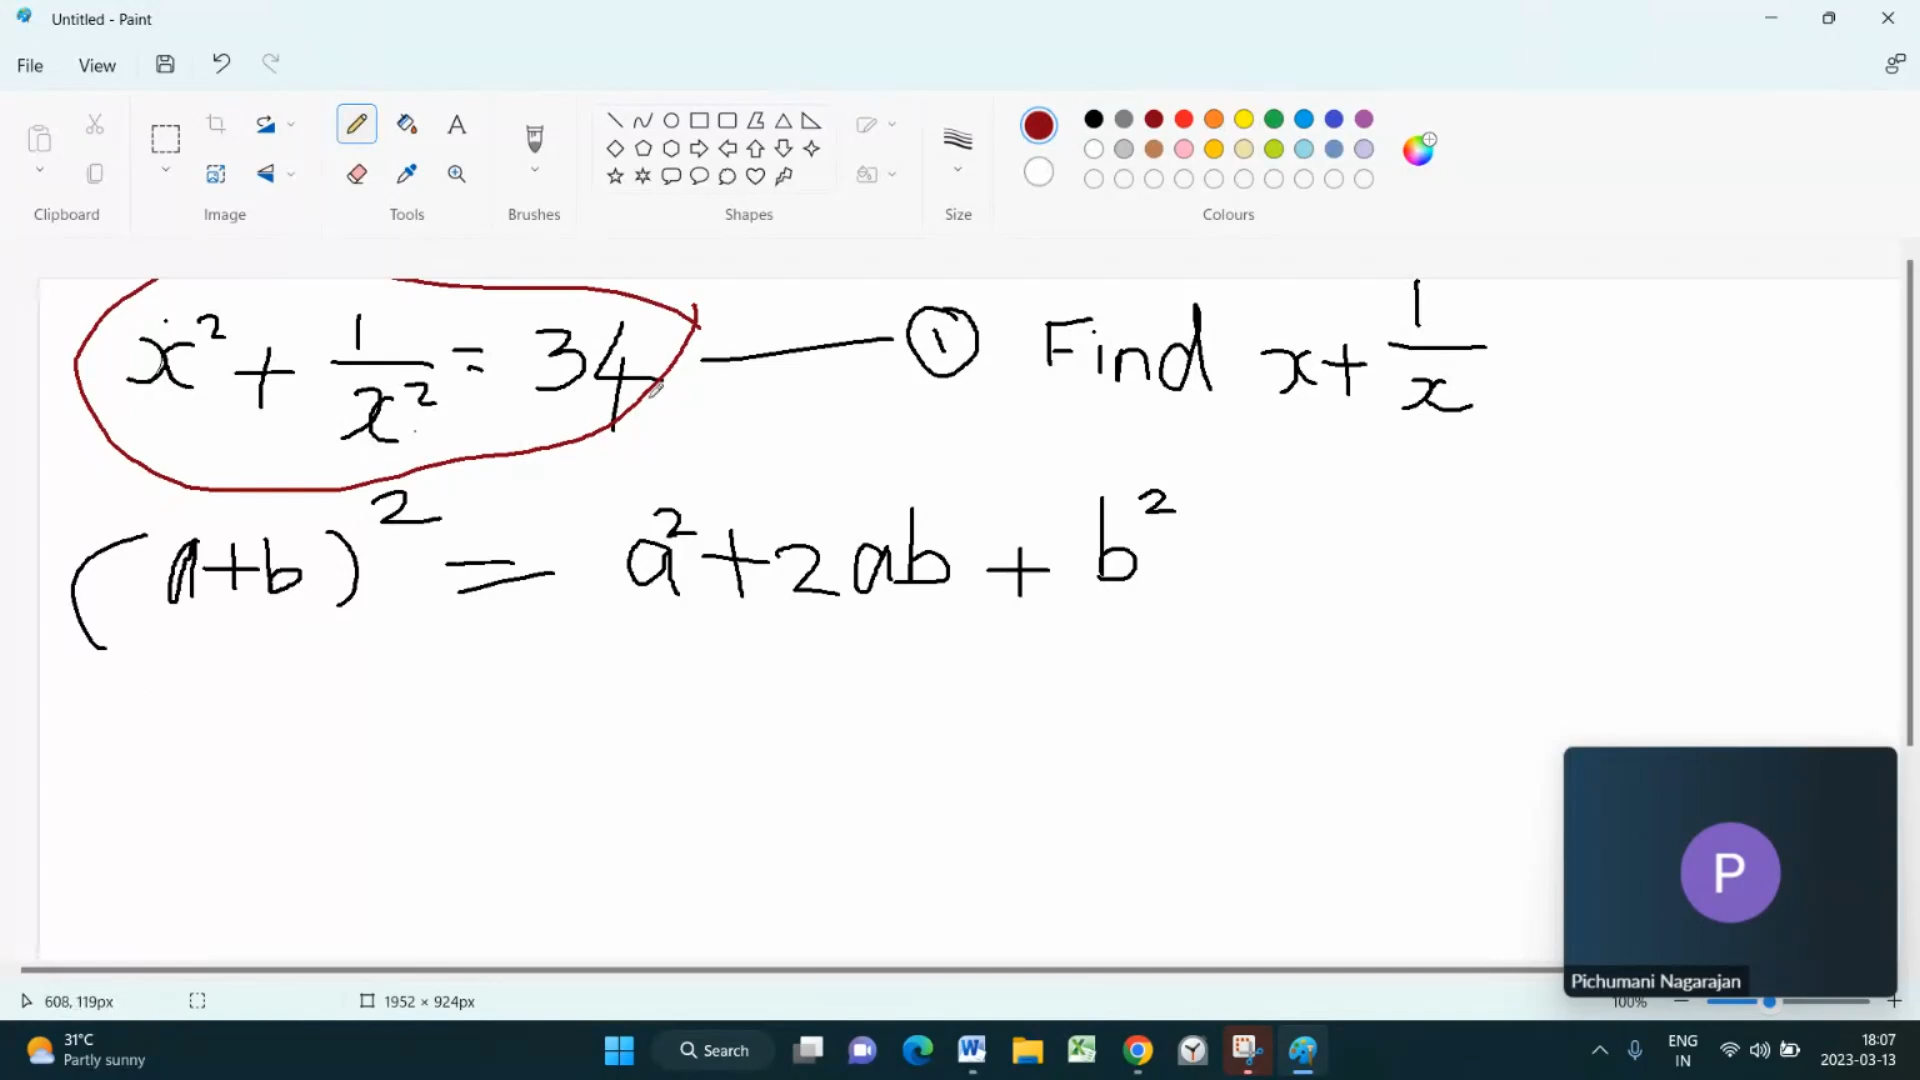 Untitled - Paint
File View
Clipboard Image Tools Brushes Shapes Size Colours
x² + 1/x² = 34 —— ① Find x + 1/x
(a+b)² = a² + 2ab + b²
P
Pichumani Nagarajan
608, 119px 1952 × 924px 100%
31°C
Partly sunny
Search
ENG
IN
18:07
2023-03-13